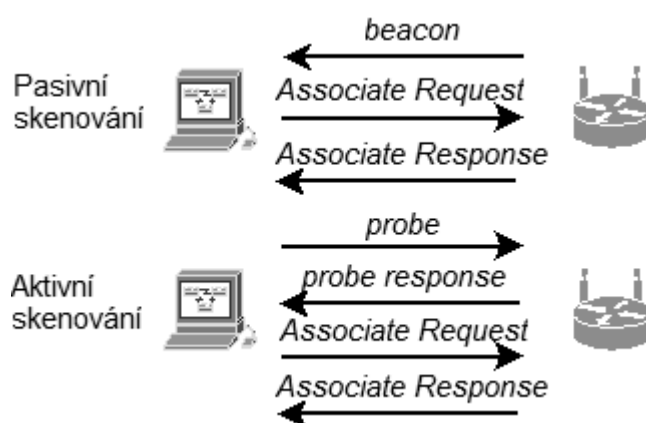 beacon
Pasivní
skenování
Associate Request
Associate Response
probe
Aktivní
skenování
probe response
Associate Request
Associate Response